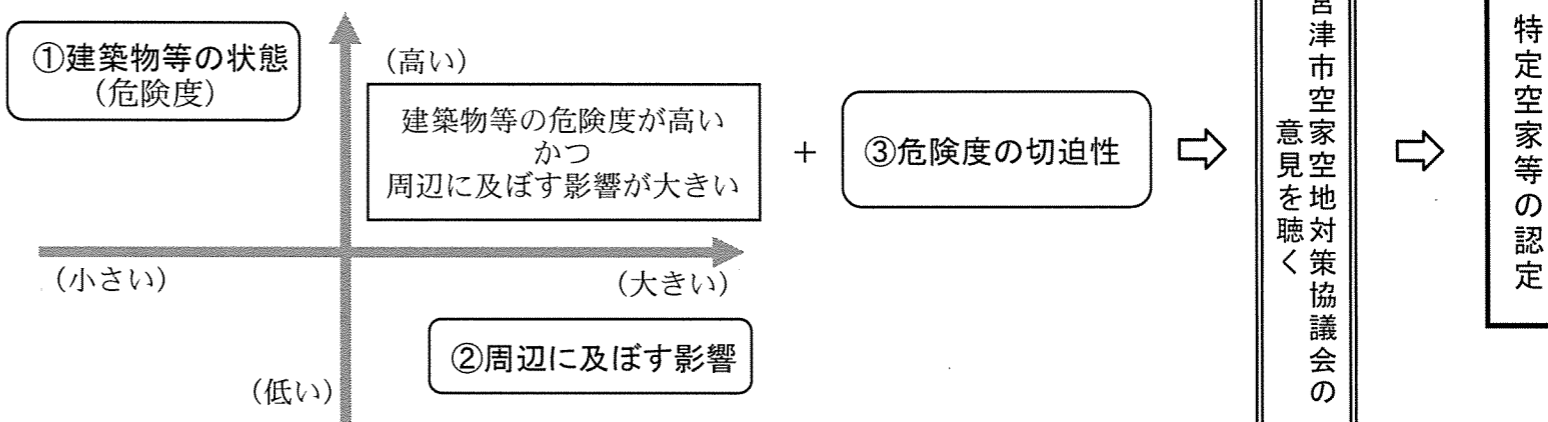 ①建築物等の状態
（危険度）
（高い）
建築物等の危険度が高い
かつ
周辺に及ぼす影響が大きい
（小さい）
（大きい）
②周辺に及ぼす影響
（低い）
＋
③危険度の切迫性
宮津市空家空地対策協議会の
意見を聴く
特定空家等の認定